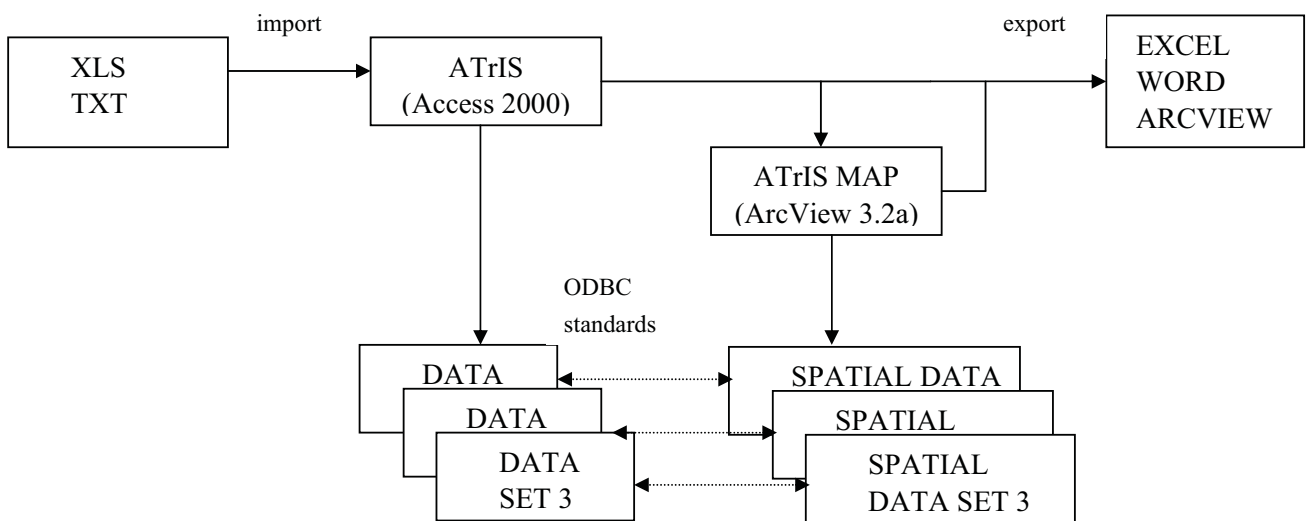 import
export
XLS
TXT
ATrIS
(Access 2000)
EXCEL
WORD
ARCVIEW
ATrIS MAP
(ArcView 3.2a)
ODBC
standards
DATA
SPATIAL DATA
DATA
SPATIAL
DATA
SET 3
SPATIAL
DATA SET 3